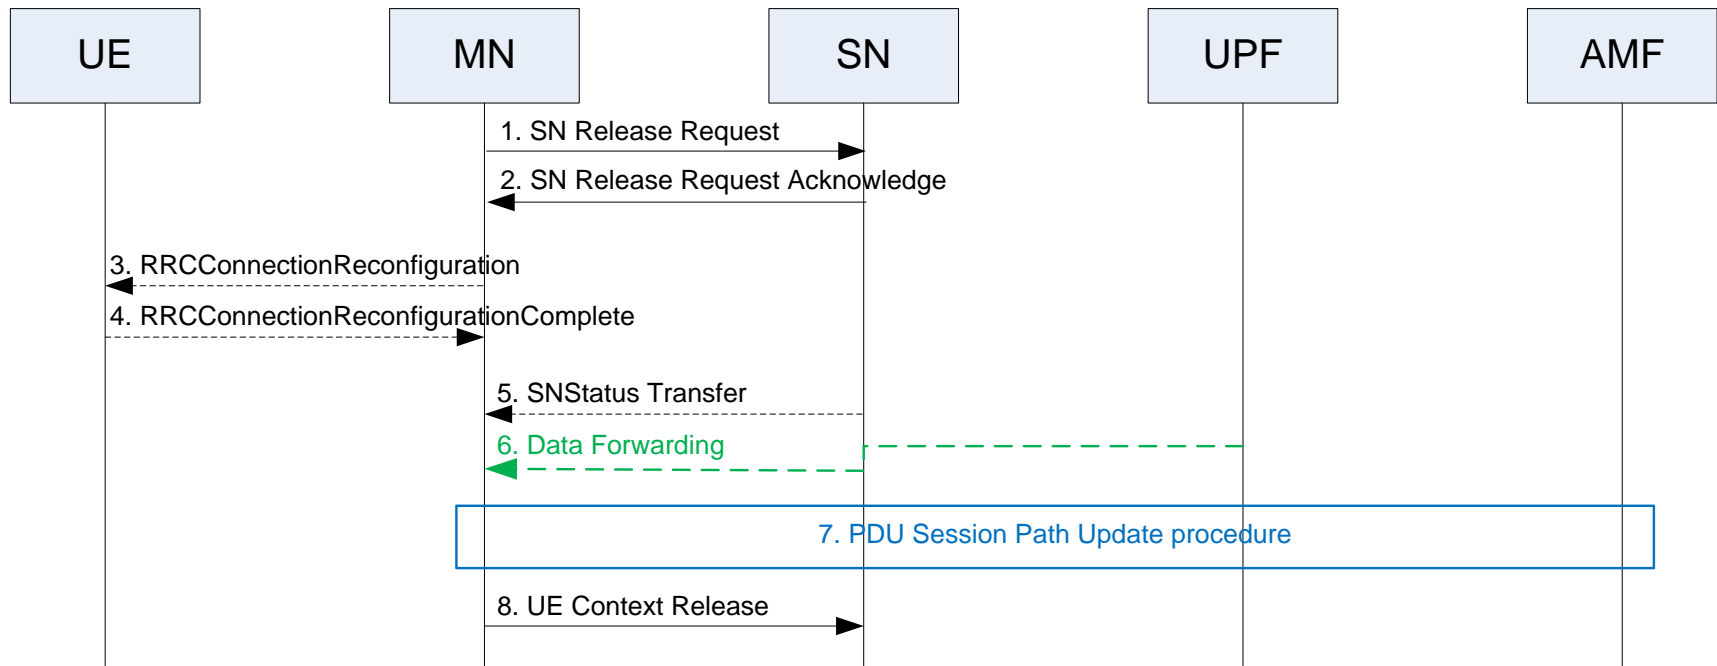 UE
MN
SN
UPF
AMF
1. SN Release Request
2. SN Release Request Acknowledge
3. RRCConnectionReconfiguration
4. RRCConnectionReconfigurationComplete
5. SNStatus Transfer
6. Data Forwarding
7. PDU Session Path Update procedure
8. UE Context Release